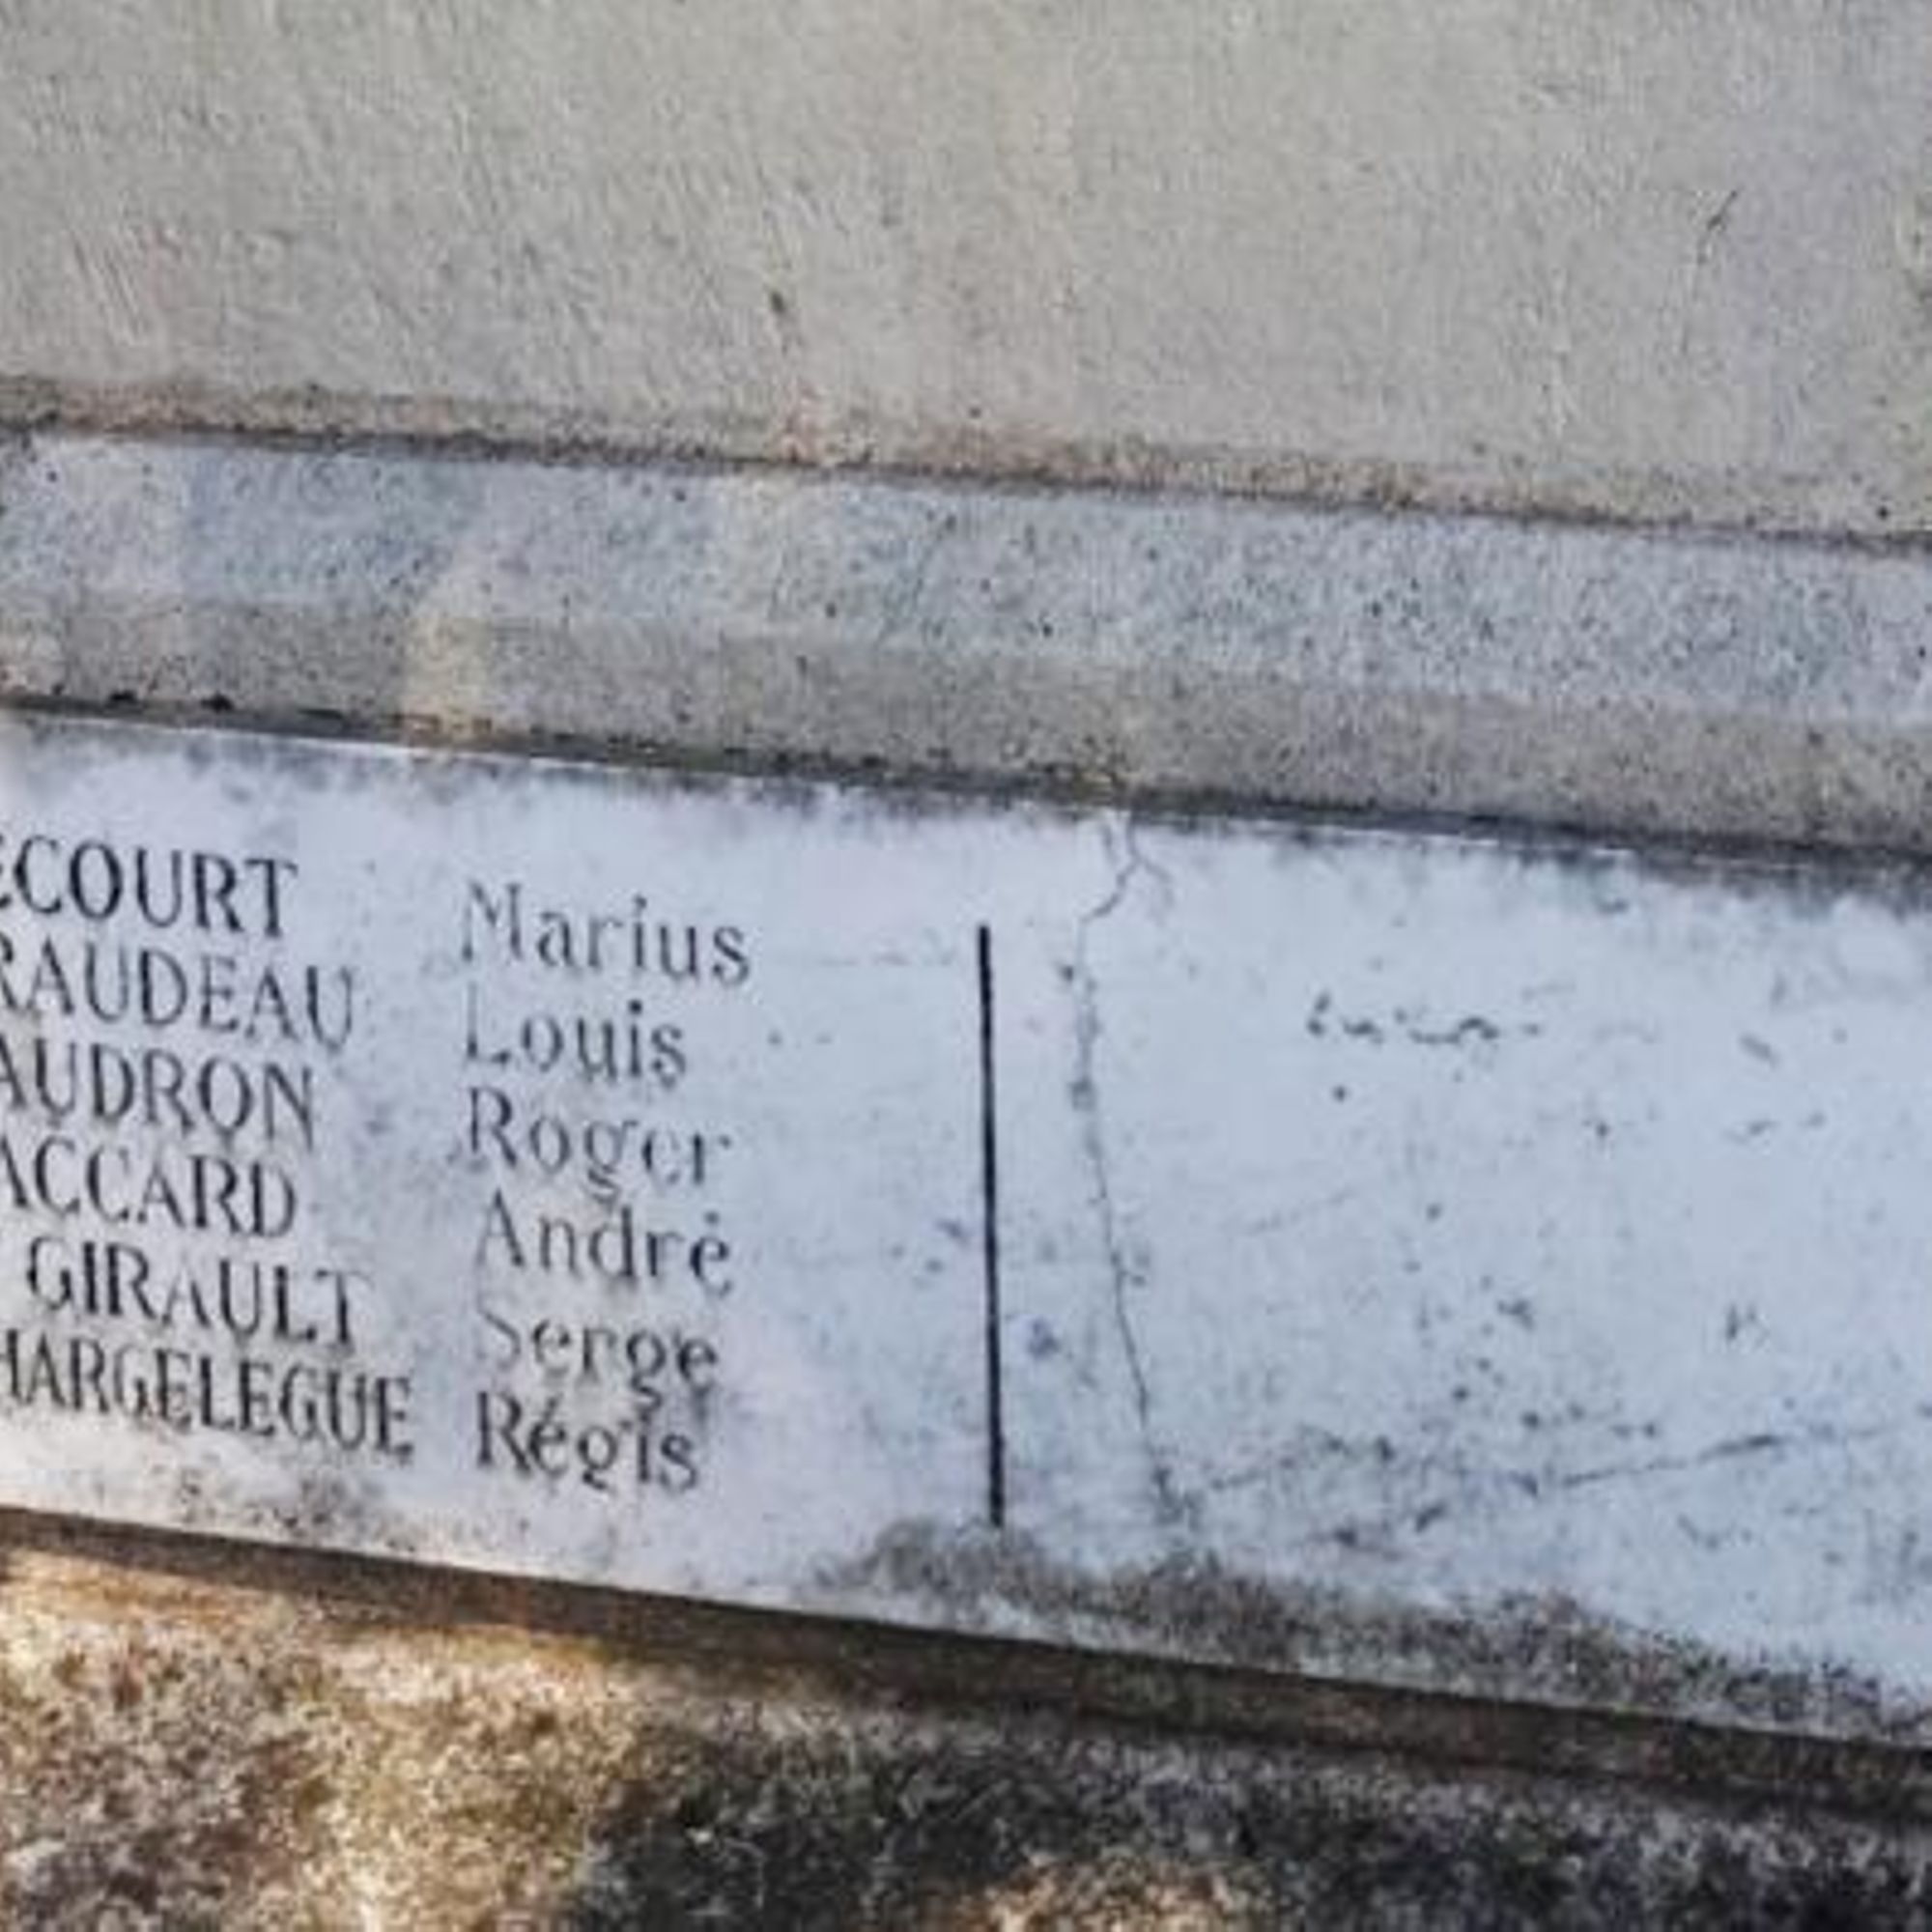 ECOURT Marius
RAUDEAU Louis
AUDRON Roger
ACCARD André
GIRAULT Serge
HARGELEGUE Régis